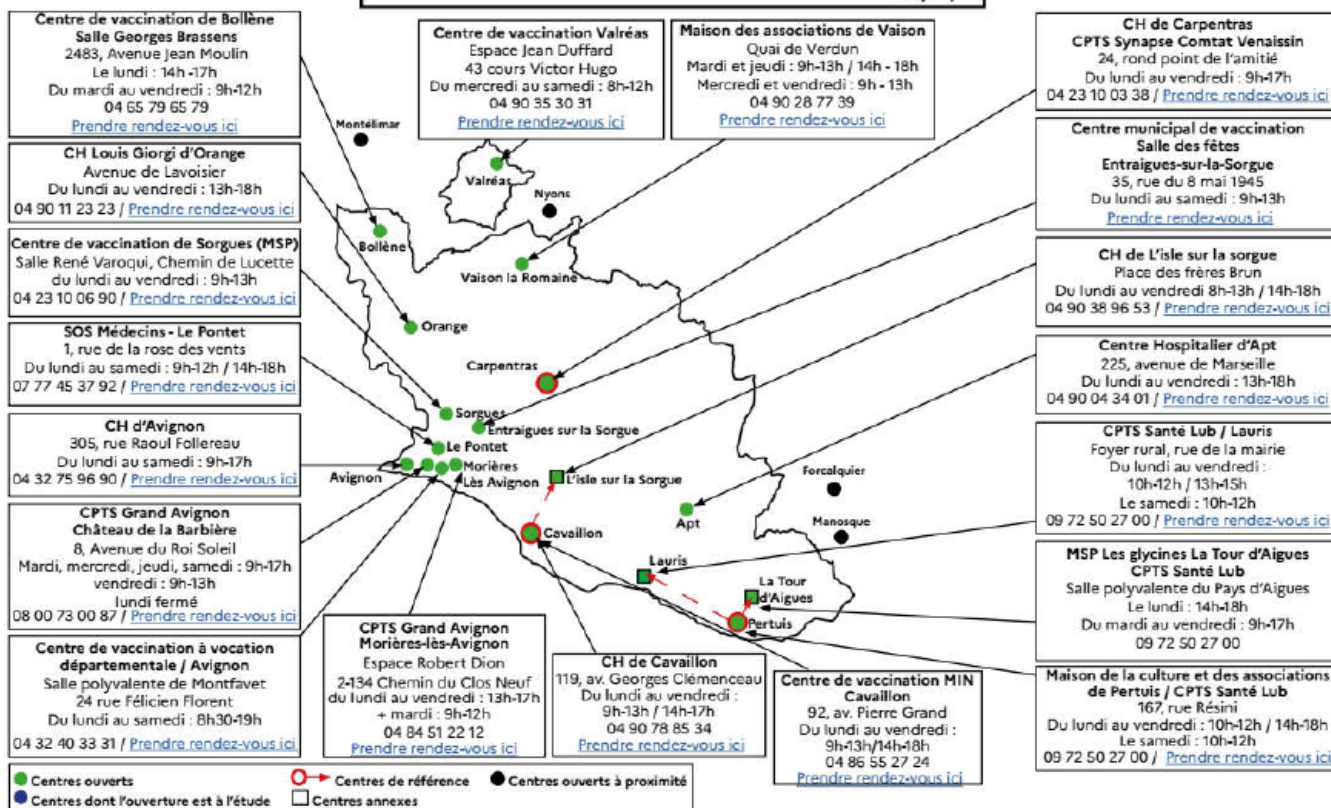 Centre de vaccination de Bollène
Salle Georges Brassens
2483, Avenue Jean Moulin
Le lundi : 14h -17h
Du mardi au vendredi : 9h-12h
04 65 79 65 79
Prendre rendez-vous ici
CH Louis Giorgi d'Orange
Avenue de Lavoisier
Du lundi au vendredi : 13h-18h
04 90 11 23 23 / Prendre rendez-vous ici
Centre de vaccination de Sorgues (MSP)
Salle René Varoqui, Chemin de Lucette
du lundi au vendredi : 9h-13h
04 23 10 06 90 / Prendre rendez-vous ici
SOS Médecins - Le Pontet
1, rue de la rose des vents
Du lundi au samedi : 9h-12h / 14h-18h
07 77 45 37 92 / Prendre rendez-vous ici
CH d'Avignon
305, rue Raoul Follereau
Du lundi au samedi : 9h-17h
04 32 75 96 90 / Prendre rendez-vous ici
CPTS Grand Avignon
Château de la Barbière
8, Avenue du Roi Soleil
Mardi, mercredi, jeudi, samedi : 9h-17h
vendredi : 9h-13h
lundi fermé
08 00 73 00 87 / Prendre rendez-vous ici
Centre de vaccination à vocation
départementale / Avignon
Salle polyvalente de Montfavet
24 rue Félicien Florent
Du lundi au samedi : 8h30-19h
04 32 40 33 31 / Prendre rendez-vous ici
Centre de vaccination Valréas
Espace Jean Duffard
43 cours Victor Hugo
Du mercredi au samedi : 8h-12h
04 90 35 30 31
Prendre rendez-vous ici
Maison des associations de Vaison
Quai de Verdun
Mardi et jeudi : 9h-13h / 14h - 18h
Mercredi et vendredi : 9h - 13h
04 90 28 77 39
Prendre rendez-vous ici
Montélimar
Valréas
Nyons
Bollène
Vaison la Romaine
Orange
Carpentras
Sorgues
Entraigues sur la Sorgue
Le Pontet
Avignon
Morières
Lès Avignon
L'isle sur la Sorgue
Cavaillon
Apt
Forcalquier
Manosque
Lauris
La Tour
d'Aigues
Pertuis
CPTS Grand Avignon
Morières-lès-Avignon
Espace Robert Dion
2-134 Chemin du Clos Neuf
du lundi au vendredi : 13h-17h
+ mardi : 9h-12h
04 84 51 22 12
Prendre rendez-vous ici
CH de Cavaillon
119, av. Georges Clémenceau
Du lundi au vendredi :
9h-13h / 14h-17h
04 90 78 85 34
Prendre rendez-vous ici
Centre de vaccination MIN
Cavaillon
92, av. Pierre Grand
Du lundi au vendredi :
9h-13h/14h-18h
04 86 55 27 24
Prendre rendez-vous ici
CH de Carpentras
CPTS Synapse Comtat Venaissin
24, rond point de l'amitié
Du lundi au vendredi : 9h-17h
04 23 10 03 38 / Prendre rendez-vous ici
Centre municipal de vaccination
Salle des fêtes
Entraigues-sur-la-Sorgue
35, rue du 8 mai 1945
Du lundi au samedi : 9h-13h
Prendre rendez-vous ici
CH de L'isle sur la sorgue
Place des frères Brun
Du lundi au vendredi 8h-13h / 14h-18h
04 90 38 96 53 / Prendre rendez-vous ici
Centre Hospitalier d'Apt
225, avenue de Marseille
Du lundi au vendredi : 13h-18h
04 90 04 34 01 / Prendre rendez-vous ici
CPTS Santé Lub / Lauris
Foyer rural, rue de la mairie
Du lundi au vendredi :
10h-12h / 13h-15h
Le samedi : 10h-12h
09 72 50 27 00 / Prendre rendez-vous ici
MSP Les glycines La Tour d'Aigues
CPTS Santé Lub
Salle polyvalente du Pays d'Aigues
Le lundi : 14h-18h
Du mardi au vendredi : 9h-17h
09 72 50 27 00
Maison de la culture et des associations
de Pertuis / CPTS Santé Lub
167, rue Résini
Du lundi au vendredi : 10h-12h / 14h-18h
Le samedi : 10h-12h
09 72 50 27 00 / Prendre rendez-vous ici
Centres ouverts
Centres de référence
Centres ouverts à proximité
Centres dont l'ouverture est à l'étude
Centres annexes